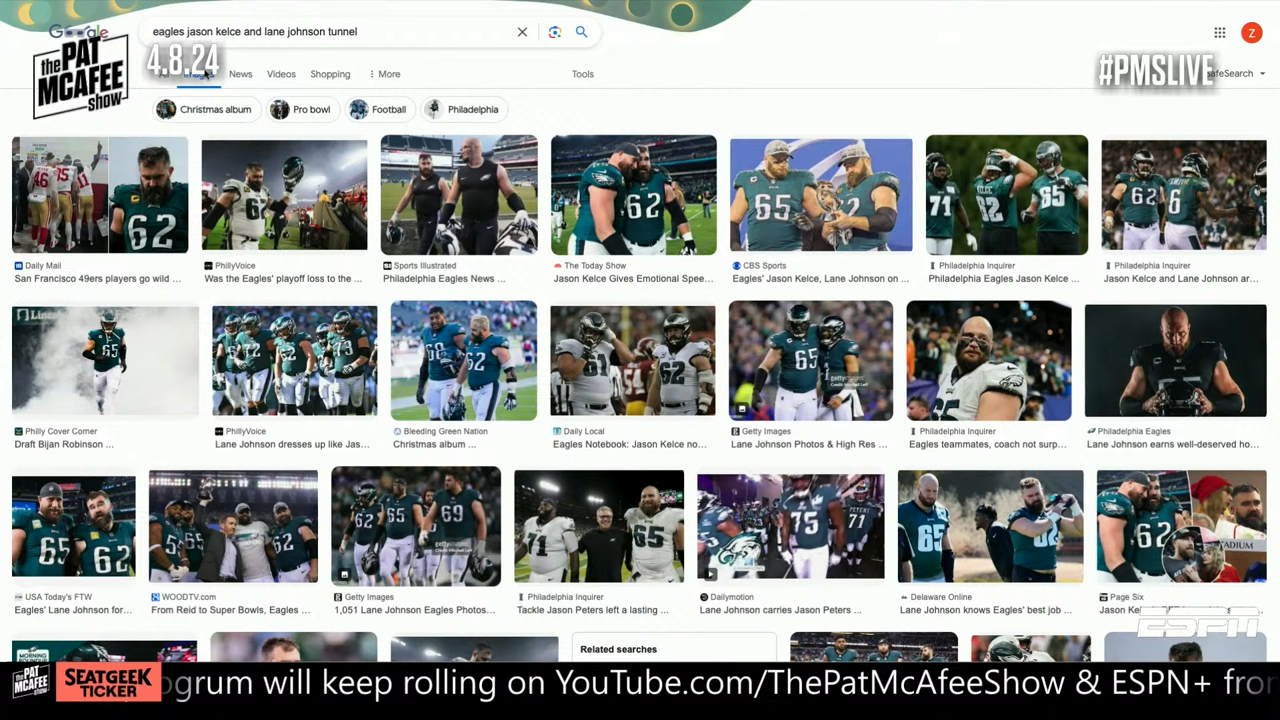 Google
eagles jason kelce and lane johnson tunnel
the
PAT
MCAFEE
show
4.8.24
#PMSLIVE
Images
News
Videos
Shopping
More
Tools
SafeSearch
Z
Christmas album
Pro bowl
Football
Philadelphia
Daily Mail
San Francisco 49ers players go wild ...
PhillyVoice
Was the Eagles' playoff loss to the ...
Sports Illustrated
Philadelphia Eagles News ...
The Today Show
Jason Kelce Gives Emotional Spee...
CBS Sports
Eagles' Jason Kelce, Lane Johnson on ...
Philadelphia Inquirer
Philadelphia Eagles Jason Kelce ...
Philadelphia Inquirer
Jason Kelce and Lane Johnson ar...
Philly Cover Corner
Draft Bijan Robinson ...
PhillyVoice
Lane Johnson dresses up like Jas...
Bleeding Green Nation
Christmas album ...
Daily Local
Eagles Notebook: Jason Kelce no...
Getty Images
Lane Johnson Photos & High Res ...
Philadelphia Inquirer
Eagles teammates, coach not surp...
Philadelphia Eagles
Lane Johnson earns well-deserved ho...
USA Today's FTW
Eagles' Lane Johnson for...
WOODTV.com
From Reid to Super Bowls, Eagles ...
Getty Images
1,051 Lane Johnson Eagles Photos...
Philadelphia Inquirer
Tackle Jason Peters left a lasting ...
Dailymotion
Lane Johnson carries Jason Peters ...
Delaware Online
Lane Johnson knows Eagles' best job ...
Page Six
Jason Ke
ESPN
Related searches
SEATGEEK
TICKER
ogrum will keep rolling on YouTube.com/ThePatMcAfeeShow & ESPN+ from